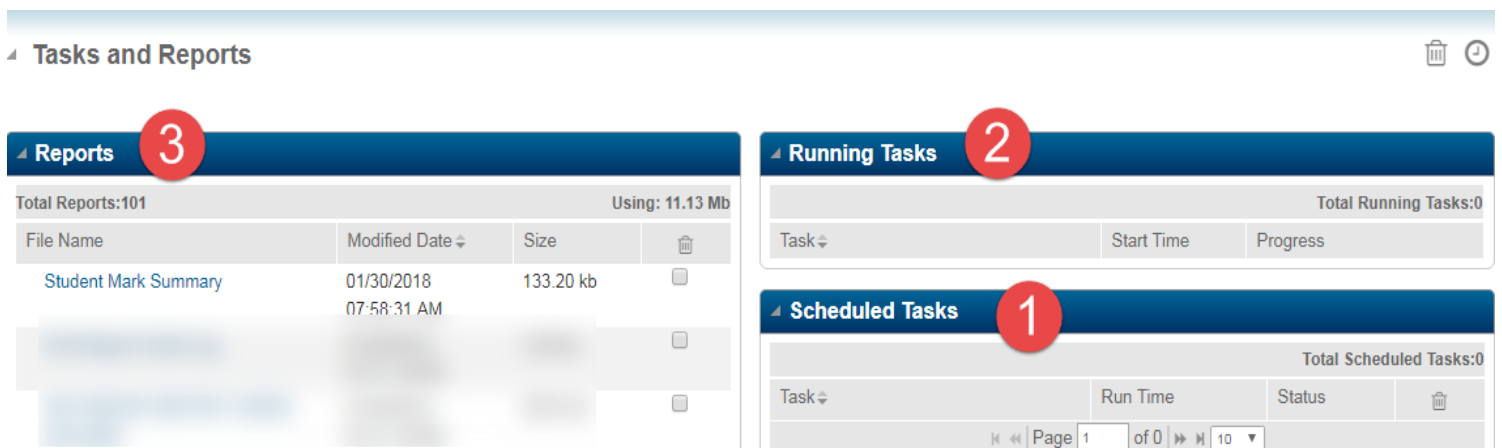 Tasks and Reports
Reports 3
Total Reports:101 Using: 11.13 Mb
File Name Modified Date Size
Student Mark Summary 01/30/2018 133.20 kb
07:58:31 AM
Running Tasks 2
Total Running Tasks:0
Task Start Time Progress
Scheduled Tasks 1
Total Scheduled Tasks:0
Task Run Time Status
Page 1 of 0 10